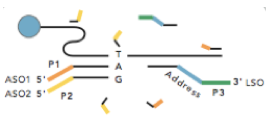 T
P1 A Address
ASO1 5' 3' LSO
ASO2 5' P2 G P3